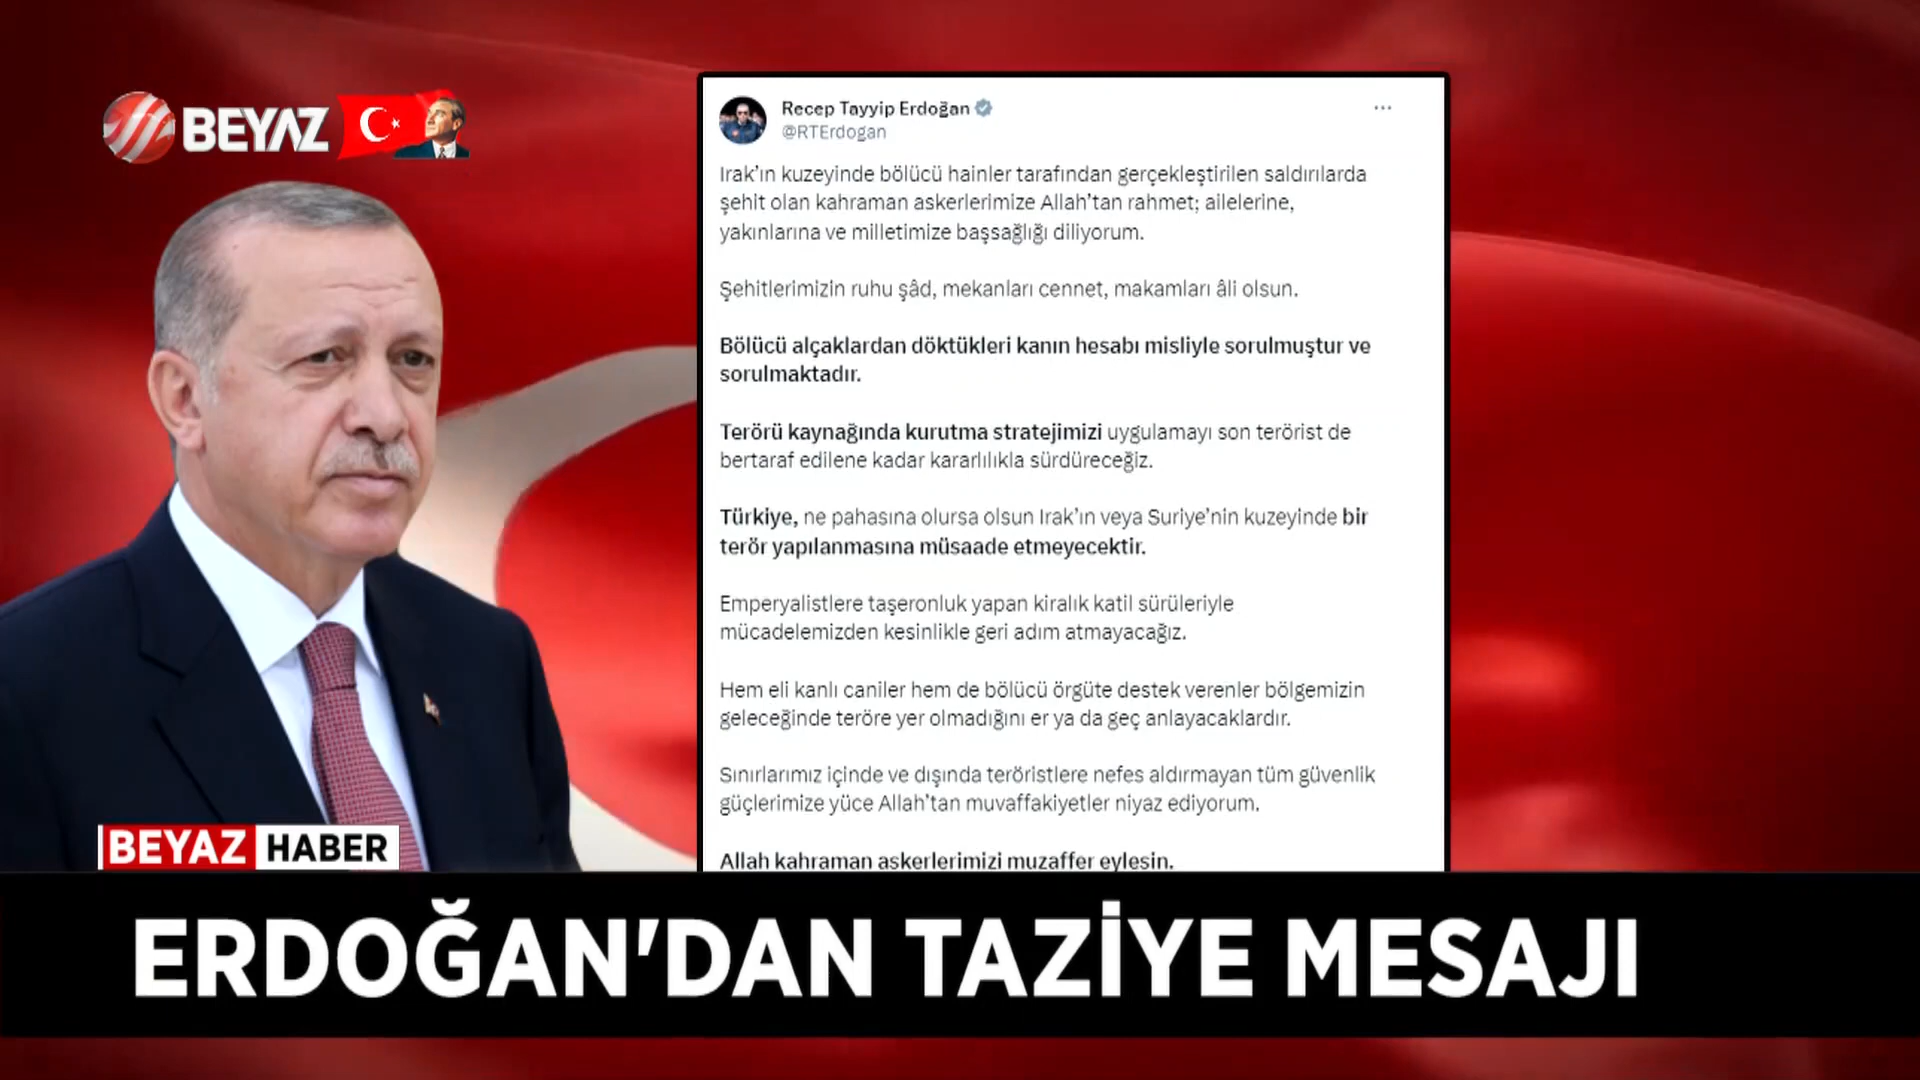 BEYAZ
Recep Tayyip Erdoğan
@RTErdogan
Irak’ın kuzeyinde bölücü hainler tarafından gerçekleştirilen saldırılarda
şehit olan kahraman askerlerimize Allah’tan rahmet; ailelerine,
yakınlarına ve milletimize başsağlığı diliyorum.
Şehitlerimizin ruhu şâd, mekanları cennet, makamları âli olsun.
Bölücü alçaklardan döktükleri kanın hesabı misliyle sorulmuştur ve
sorulmaktadır.
Terörü kaynağında kurutma stratejimizi uygulamayı son terörist de
bertaraf edilene kadar kararlılıkla sürdüreceğiz.
Türkiye, ne pahasına olursa olsun Irak’ın veya Suriye’nin kuzeyinde bir
terör yapılanmasına müsaade etmeyecektir.
Emperyalistlere taşeronluk yapan kiralık katil sürüleriyle
mücadelemizden kesinlikle geri adım atmayacağız.
Hem eli kanlı caniler hem de bölücü örgüte destek verenler bölgemizin
geleceğinde teröre yer olmadığını er ya da geç anlayacaklardır.
Sınırlarımız içinde ve dışında teröristlere nefes aldırmayan tüm güvenlik
güçlerimize yüce Allah’tan muvaffakiyetler niyaz ediyorum.
Allah kahraman askerlerimizi muzaffer eylesin.
BEYAZ HABER
ERDOĞAN'DAN TAZİYE MESAJI